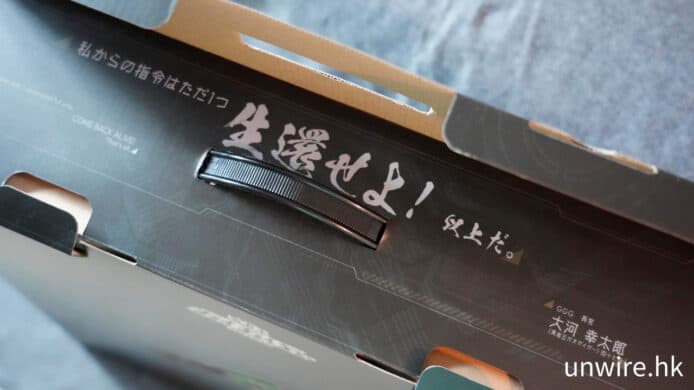 私からの指令はただ1つ
COME BACK ALIVE!
生還せよ!
以上だ。
GGG 長官
大河 幸太郎
unwire.hk